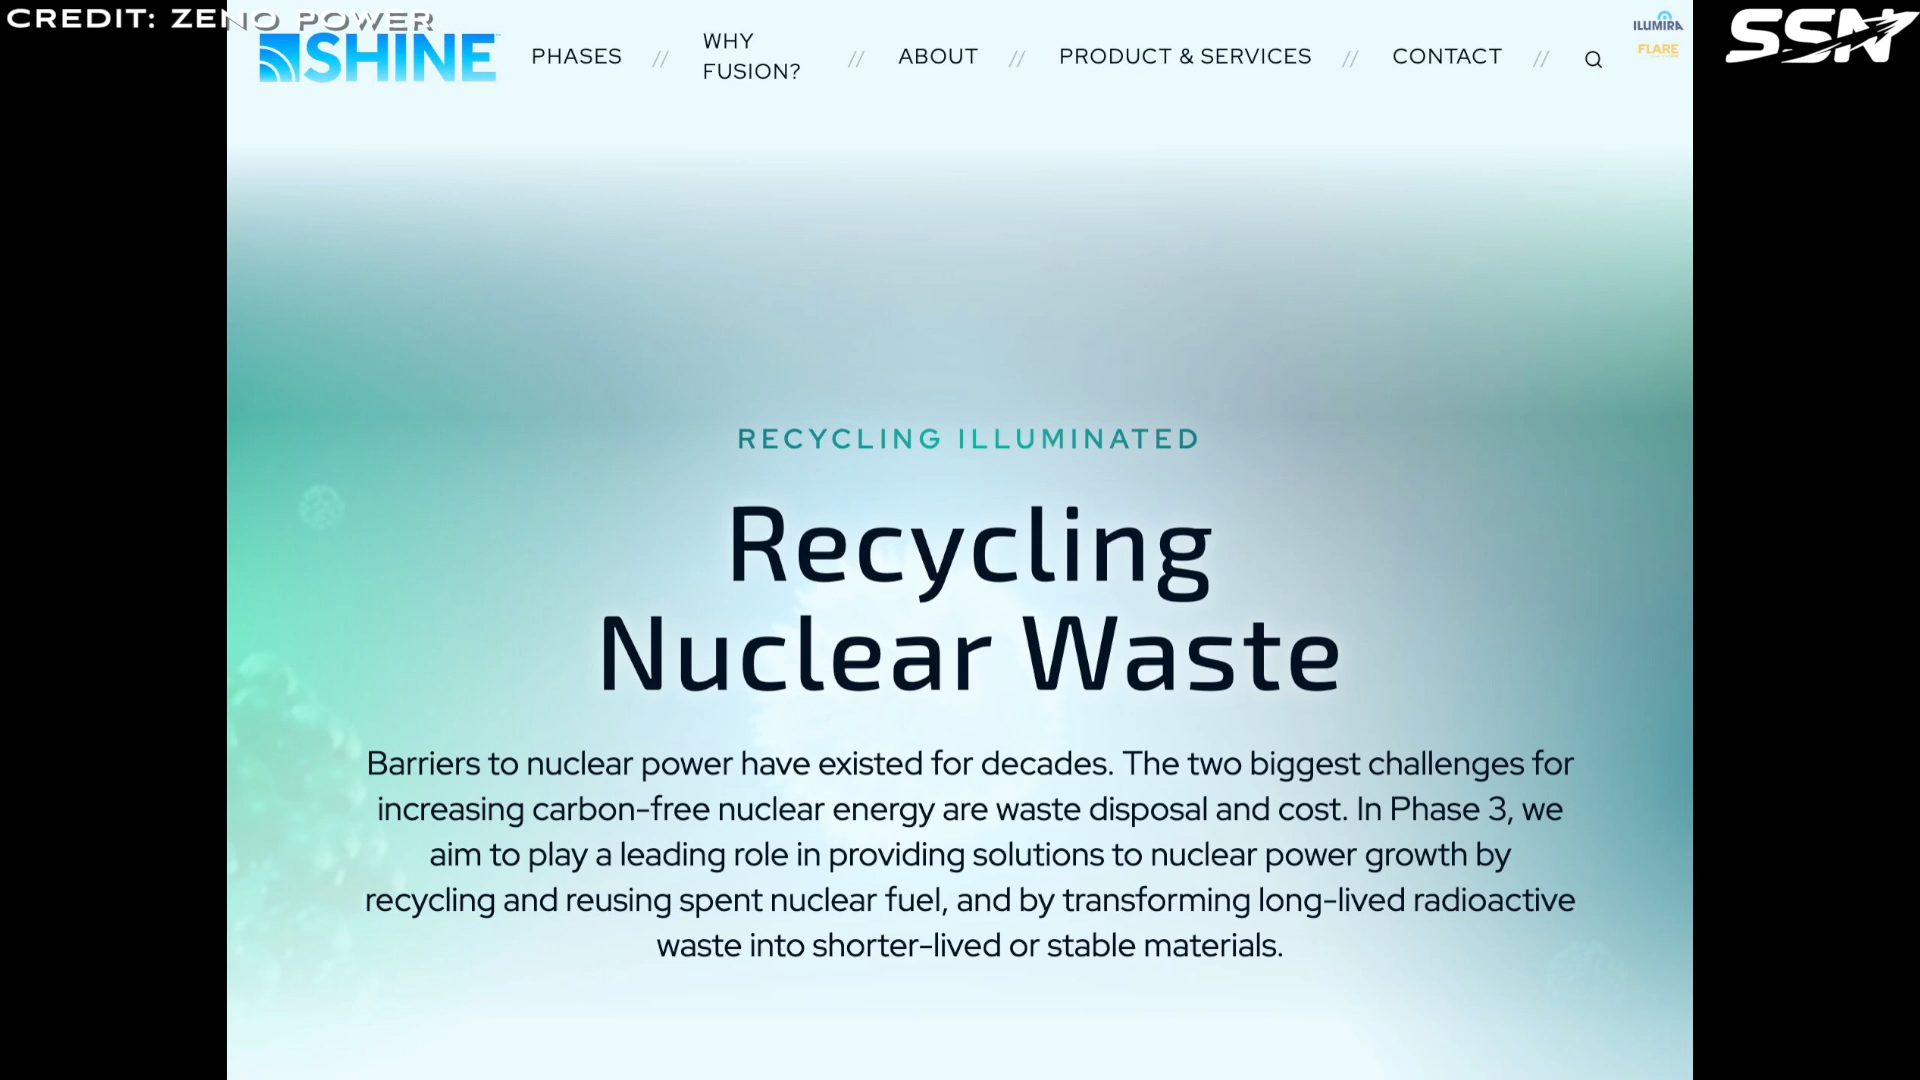 CREDIT: ZENO POWER
SHINE
PHASES // WHY FUSION? // ABOUT // PRODUCT & SERVICES // CONTACT //
ILUMIRA
FLARE
SSN
RECYCLING ILLUMINATED
Recycling
Nuclear Waste
Barriers to nuclear power have existed for decades. The two biggest challenges for
increasing carbon-free nuclear energy are waste disposal and cost. In Phase 3, we
aim to play a leading role in providing solutions to nuclear power growth by
recycling and reusing spent nuclear fuel, and by transforming long-lived radioactive
waste into shorter-lived or stable materials.